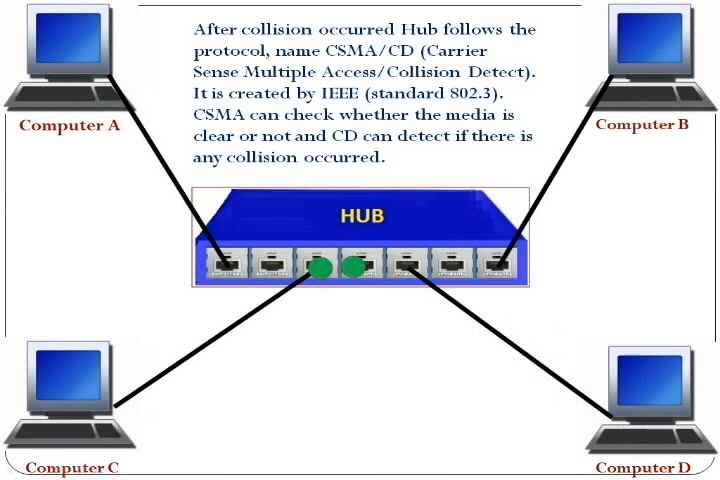 After collision occurred Hub follows the
protocol, name CSMA/CD (Carrier
Sense Multiple Access/Collision Detect).
It is created by IEEE (standard 802.3).
CSMA can check whether the media is
clear or not and CD can detect if there is
any collision occurred.
Computer A
Computer B
HUB
Computer C
Computer D